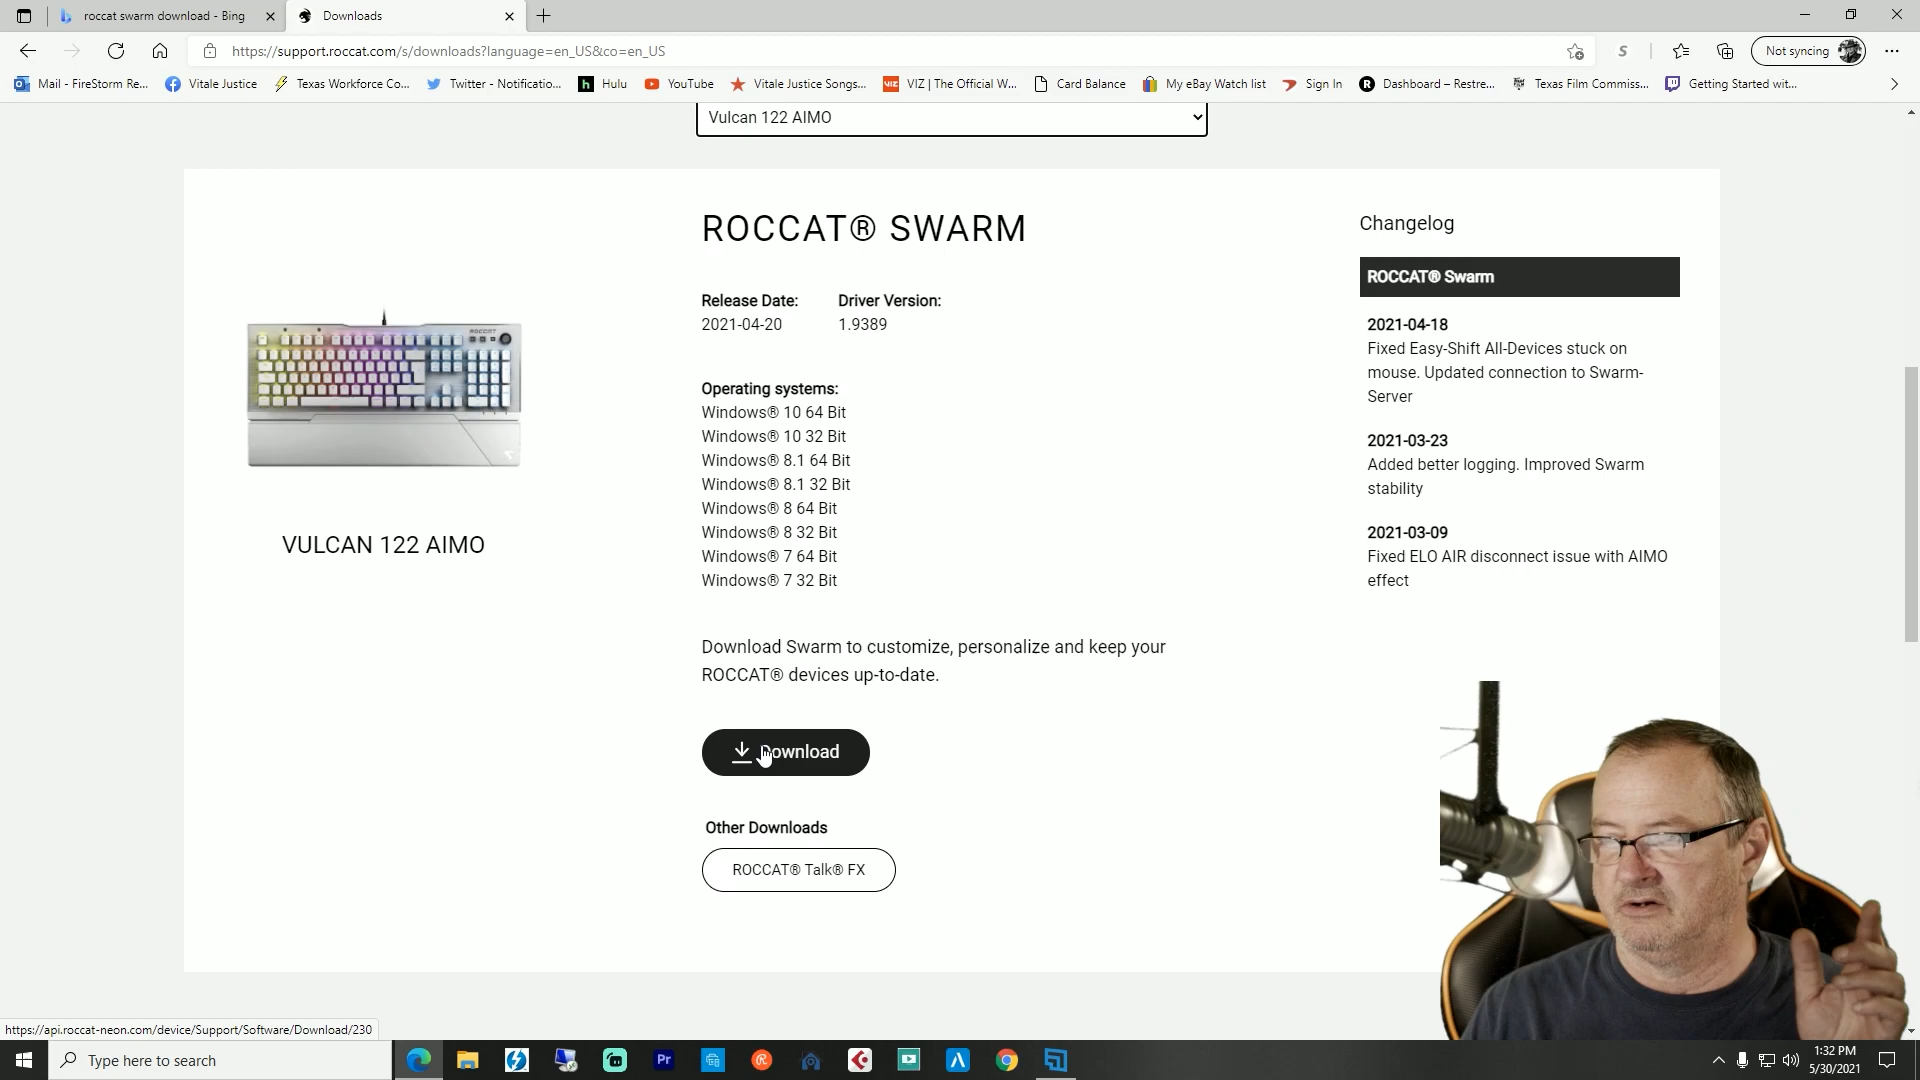 roccat swarm download - Bing
Downloads
https://support.roccat.com/s/downloads?language=en_US&co=en_US
Not syncing
Mail - FireStorm Re...
Vitale Justice
Texas Workforce Co...
Twitter - Notificatio...
Hulu
YouTube
Vitale Justice Songs...
VIZ | The Official W...
Card Balance
My eBay Watch list
Sign In
Dashboard – Restre...
Texas Film Commiss...
Getting Started wit...
Vulcan 122 AIMO
VULCAN 122 AIMO
ROCCAT® SWARM
Release Date:
2021-04-20
Driver Version:
1.9389
Operating systems:
Windows® 10 64 Bit
Windows® 10 32 Bit
Windows® 8.1 64 Bit
Windows® 8.1 32 Bit
Windows® 8 64 Bit
Windows® 8 32 Bit
Windows® 7 64 Bit
Windows® 7 32 Bit
Download Swarm to customize, personalize and keep your
ROCCAT® devices up-to-date.
Download
Other Downloads
ROCCAT® Talk® FX
Changelog
ROCCAT® Swarm
2021-04-18
Fixed Easy-Shift All-Devices stuck on
mouse. Updated connection to Swarm-
Server
2021-03-23
Added better logging. Improved Swarm
stability
2021-03-09
Fixed ELO AIR disconnect issue with AIMO
effect
https://api.roccat-neon.com/device/Support/Software/Download/230
Type here to search
1:32 PM
5/30/2021